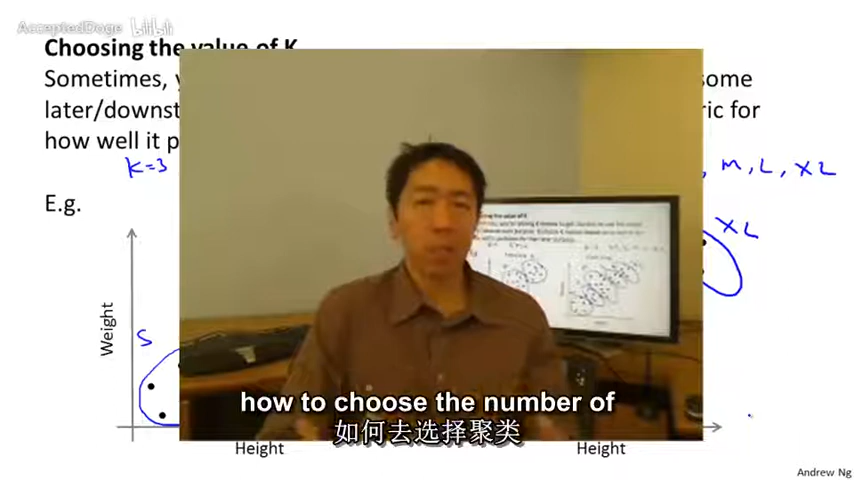 AcceptedDoge bilibili
Choosing the value of K
Sometimes, some
later/downst ric for
how well it p
K=3
, M, L, XL
E.g.
XL
S
Weight
how to choose the number of
如何去选择聚类
Height
Height
Andrew Ng